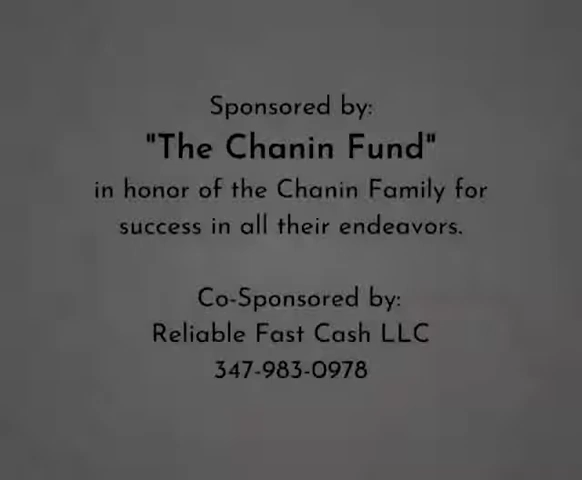 Sponsored by:
"The Chanin Fund"
in honor of the Chanin Family for
success in all their endeavors.
Co-Sponsored by:
Reliable Fast Cash LLC
347-983-0978